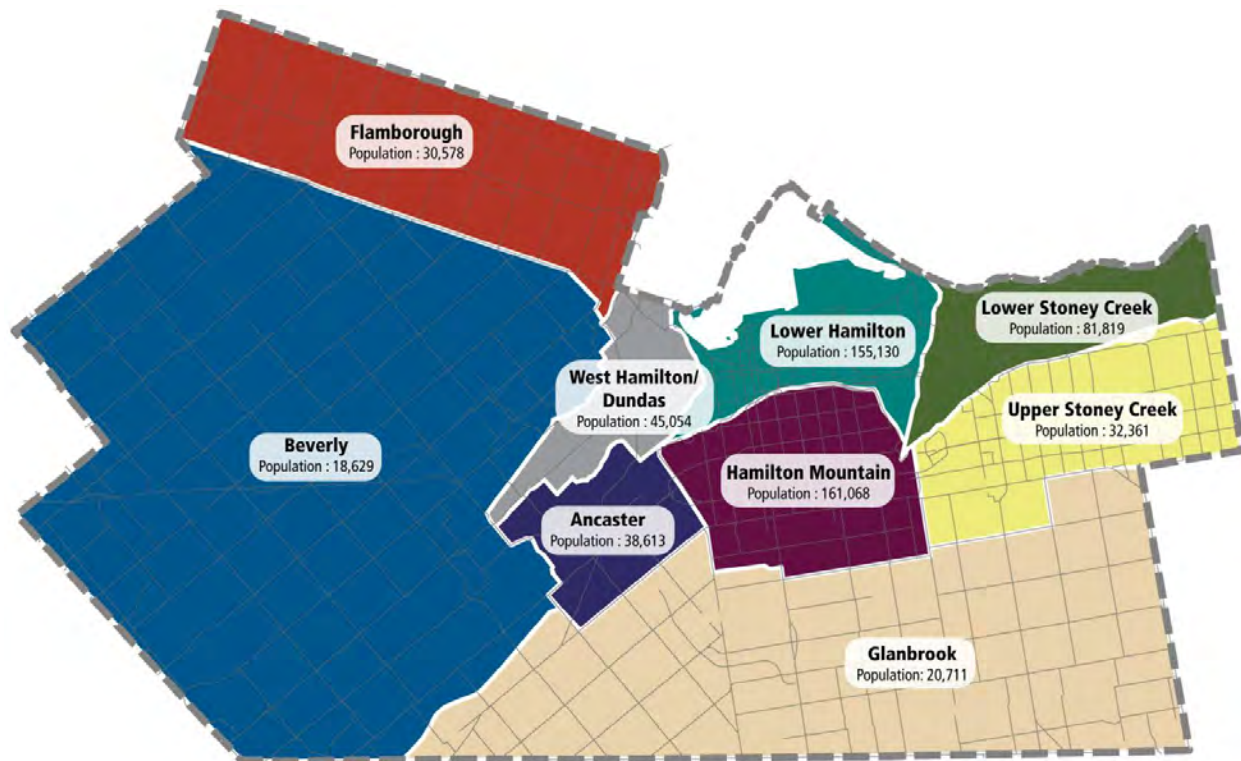 Flamborough
Population : 30,578
Lower Stoney Creek
Population : 81,819
Lower Hamilton
Population : 155,130
West Hamilton/
Dundas
Population : 45,054
Upper Stoney Creek
Population : 32,361
Beverly
Population : 18,629
Hamilton Mountain
Population : 161,068
Ancaster
Population : 38,613
Glanbrook
Population: 20,711